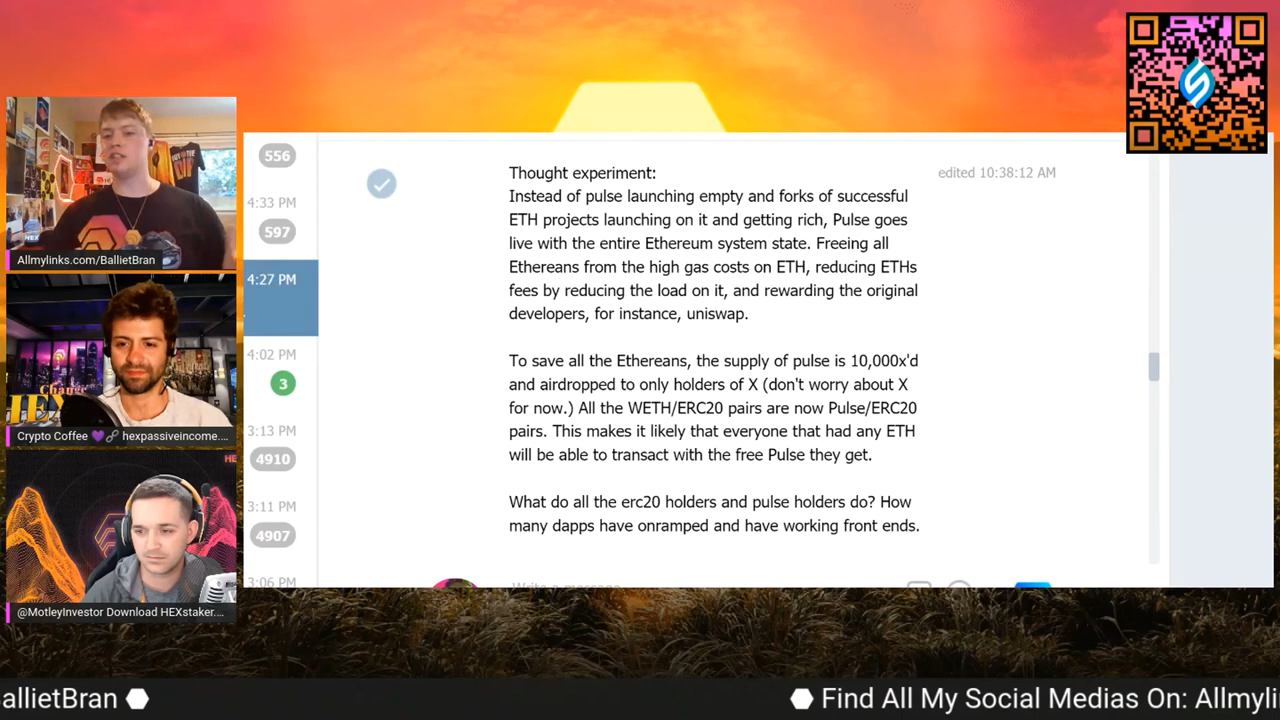 Allmylinks.com/BallietBran
Crypto Coffee 💜🔗 hexpassiveincome....
@MotleyInvestor Download HEXstaker....
556
4:33 PM
597
4:27 PM
4:02 PM
3
3:13 PM
4910
3:11 PM
4907
3:06 PM
edited 10:38:12 AM
Thought experiment:
Instead of pulse launching empty and forks of successful
ETH projects launching on it and getting rich, Pulse goes
live with the entire Ethereum system state. Freeing all
Ethereans from the high gas costs on ETH, reducing ETHs
fees by reducing the load on it, and rewarding the original
developers, for instance, uniswap.
To save all the Ethereans, the supply of pulse is 10,000x'd
and airdropped to only holders of X (don't worry about X
for now.) All the WETH/ERC20 pairs are now Pulse/ERC20
pairs. This makes it likely that everyone that had any ETH
will be able to transact with the free Pulse they get.
What do all the erc20 holders and pulse holders do? How
many dapps have onramped and have working front ends.
Write a message
allietBran ⬣ ⬣ Find All My Social Medias On: Allmyli